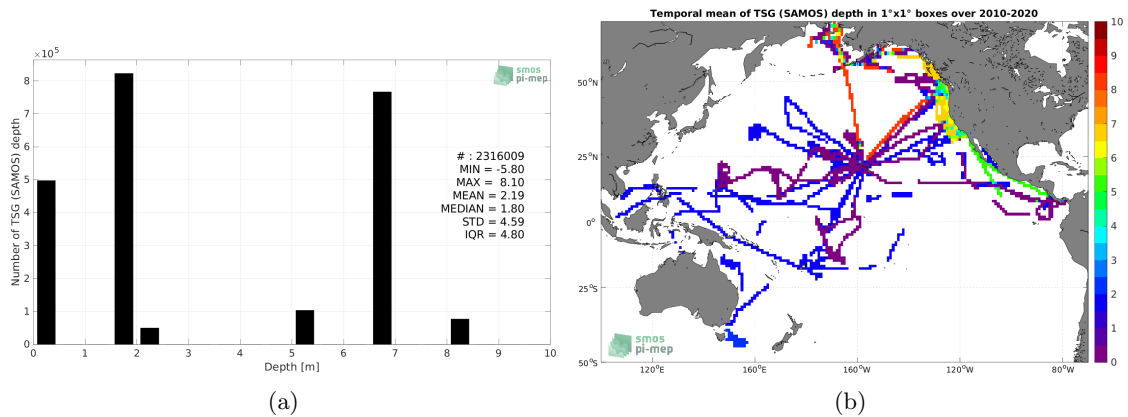 ×10⁵
8
7
6
5
4
3
2
1
0
Number of TSG (SAMOS) depth
smos
pi-mep
# : 2316009
MIN = -5.80
MAX = 8.10
MEAN = 2.19
MEDIAN = 1.80
STD = 4.59
IQR = 4.80
0 1 2 3 4 5 6 7 8 9 10
Depth [m]
(a)
Temporal mean of TSG (SAMOS) depth in 1°x1° boxes over 2010-2020
50°N
25°N
0°
25°S
50°S
120°E
160°E
160°W
120°W
80°W
smos
pi-mep
10
9
8
7
6
5
4
3
2
1
0
(b)